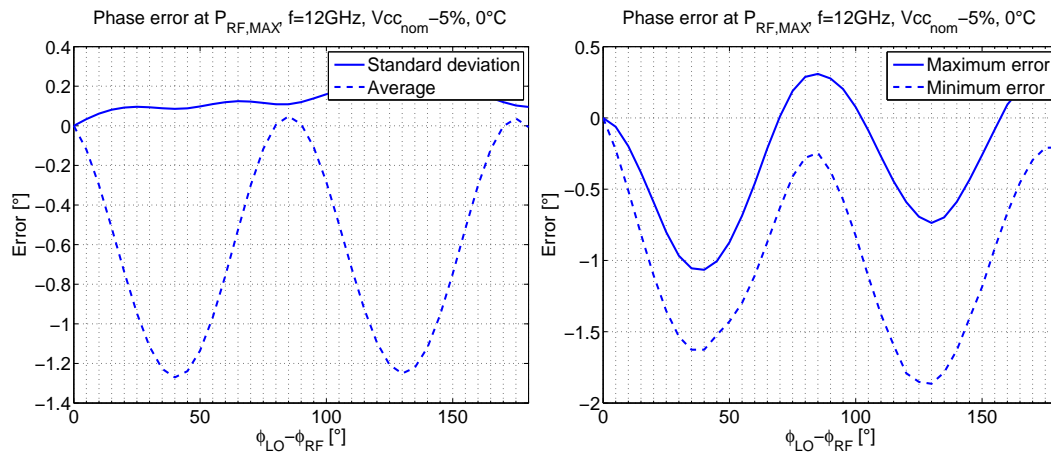 Phase error at P_RF,MAX, f=12GHz, Vcc_nom−5%, 0°C
0.4
0.2
0
−0.2
−0.4
−0.6
−0.8
−1
−1.2
−1.4
Error [°]
Standard deviation
Average
0
50
100
150
ϕ_LO−ϕ_RF [°]
Phase error at P_RF,MAX, f=12GHz, Vcc_nom−5%, 0°C
0.5
0
−0.5
−1
−1.5
−2
Error [°]
Maximum error
Minimum error
0
50
100
150
ϕ_LO−ϕ_RF [°]